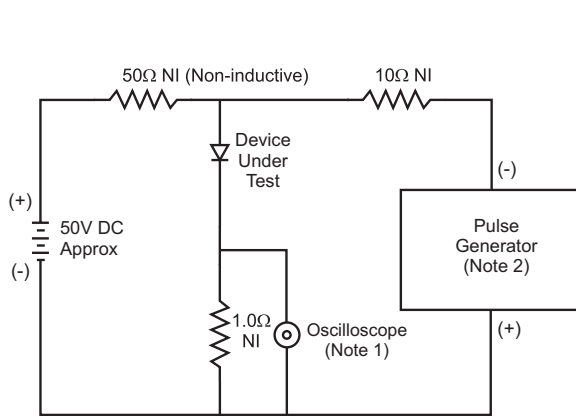 50Ω NI (Non-inductive)
10Ω NI
Device
Under
Test
(-)
(+)
50V DC
Approx
(-)
Pulse
Generator
(Note 2)
1.0Ω
NI
Oscilloscope
(Note 1)
(+)